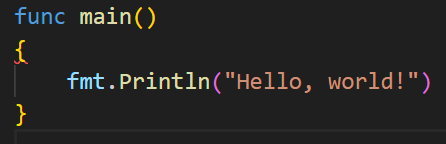 func main()
{
    fmt.Println("Hello, world!")
}